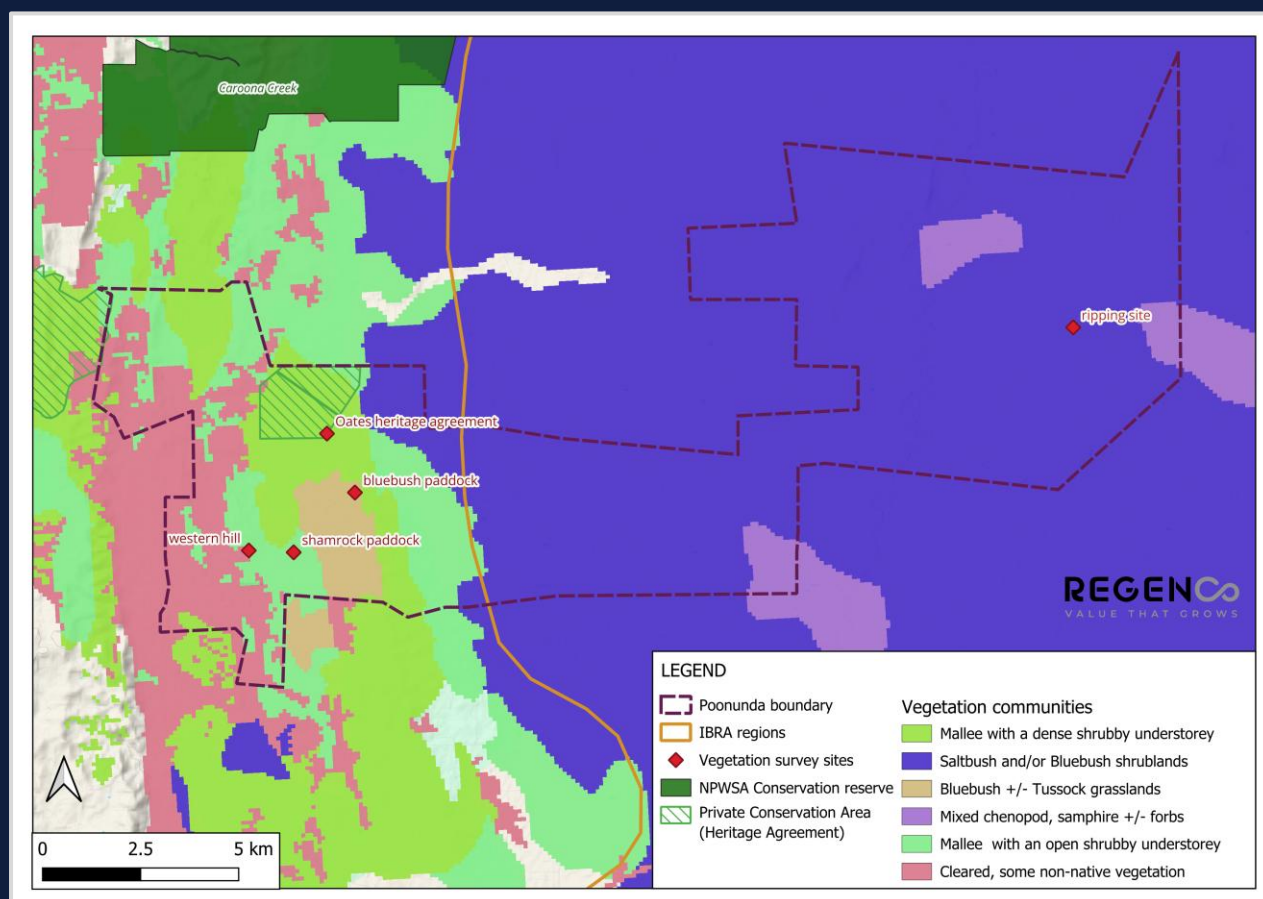 Caroona Creek
ripping site
Oates heritage agreement
bluebush paddock
western hill
shamrock paddock
REGENCO
VALUE THAT GROWS
0 2.5 5 km
LEGEND
Poonunda boundary
IBRA regions
Vegetation survey sites
NPWSA Conservation reserve
Private Conservation Area
(Heritage Agreement)
Vegetation communities
Mallee with a dense shrubby understorey
Saltbush and/or Bluebush shrublands
Bluebush +/- Tussock grasslands
Mixed chenopod, samphire +/- forbs
Mallee with an open shrubby understorey
Cleared, some non-native vegetation